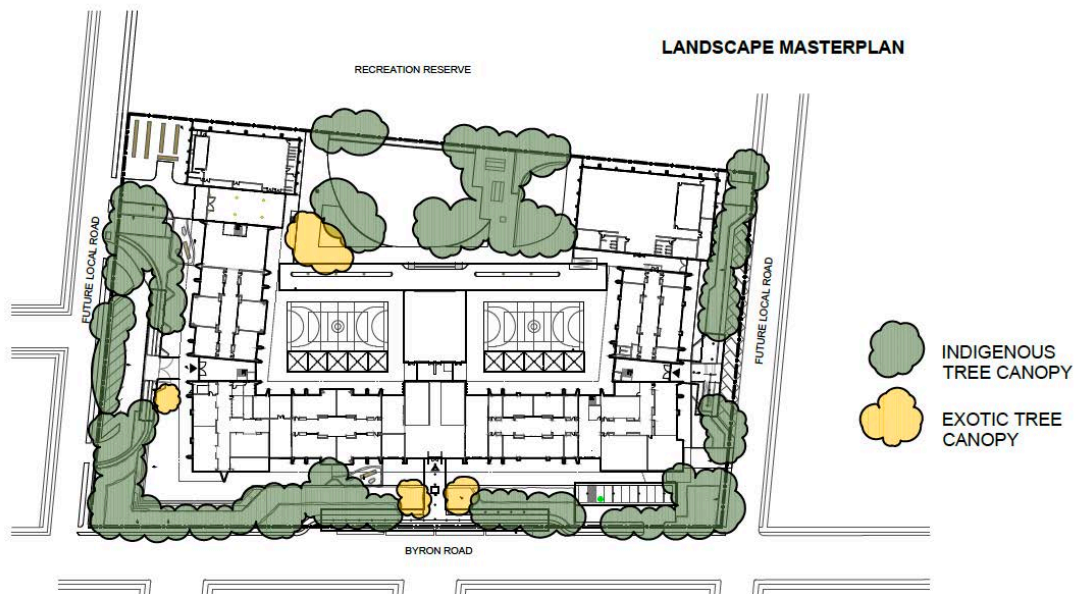 LANDSCAPE MASTERPLAN
RECREATION RESERVE
FUTURE LOCAL ROAD
FUTURE LOCAL ROAD
INDIGENOUS
TREE CANOPY
EXOTIC TREE
CANOPY
BYRON ROAD